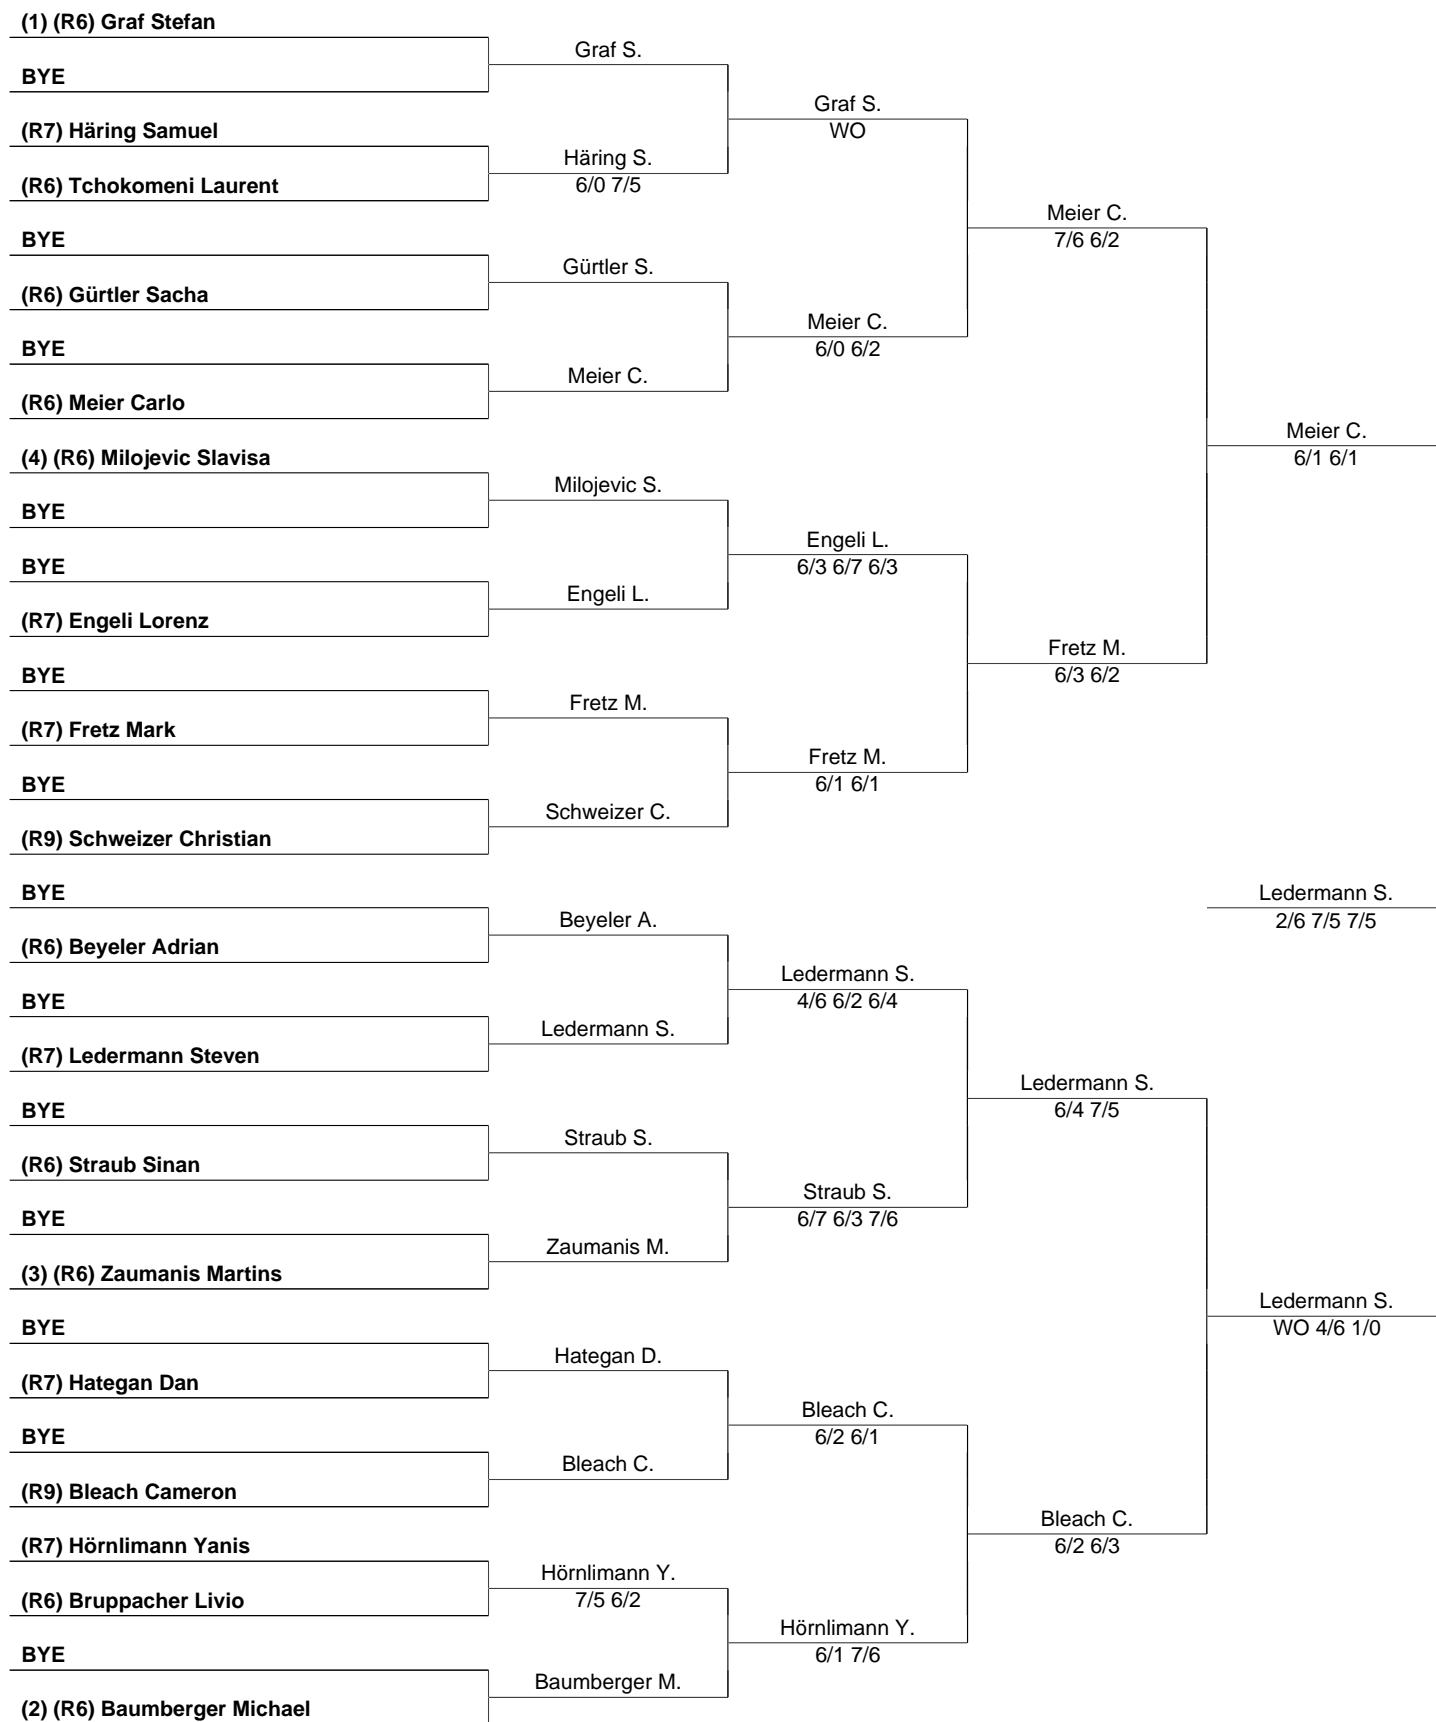 (1) (R6) Graf Stefan
BYE
(R7) Häring Samuel
(R6) Tchokomeni Laurent
BYE
(R6) Gürtler Sacha
BYE
(R6) Meier Carlo
(4) (R6) Milojevic Slavisa
BYE
BYE
(R7) Engeli Lorenz
BYE
(R7) Fretz Mark
BYE
(R9) Schweizer Christian
BYE
(R6) Beyeler Adrian
BYE
(R7) Ledermann Steven
BYE
(R6) Straub Sinan
BYE
(3) (R6) Zaumanis Martins
BYE
(R7) Hategan Dan
BYE
(R9) Bleach Cameron
(R7) Hörnlimann Yanis
(R6) Bruppacher Livio
BYE
(2) (R6) Baumberger Michael
Graf S.
Häring S.
6/0 7/5
Gürtler S.
Meier C.
Milojevic S.
Engeli L.
Fretz M.
Schweizer C.
Beyeler A.
Ledermann S.
Straub S.
Zaumanis M.
Hategan D.
Bleach C.
Hörnlimann Y.
7/5 6/2
Baumberger M.
Graf S.
WO
Meier C.
6/0 6/2
Engeli L.
6/3 6/7 6/3
Fretz M.
6/1 6/1
Ledermann S.
4/6 6/2 6/4
Straub S.
6/7 6/3 7/6
Bleach C.
6/2 6/1
Hörnlimann Y.
6/1 7/6
Meier C.
7/6 6/2
Fretz M.
6/3 6/2
Ledermann S.
6/4 7/5
Bleach C.
6/2 6/3
Meier C.
6/1 6/1
Ledermann S.
2/6 7/5 7/5
Ledermann S.
WO 4/6 1/0